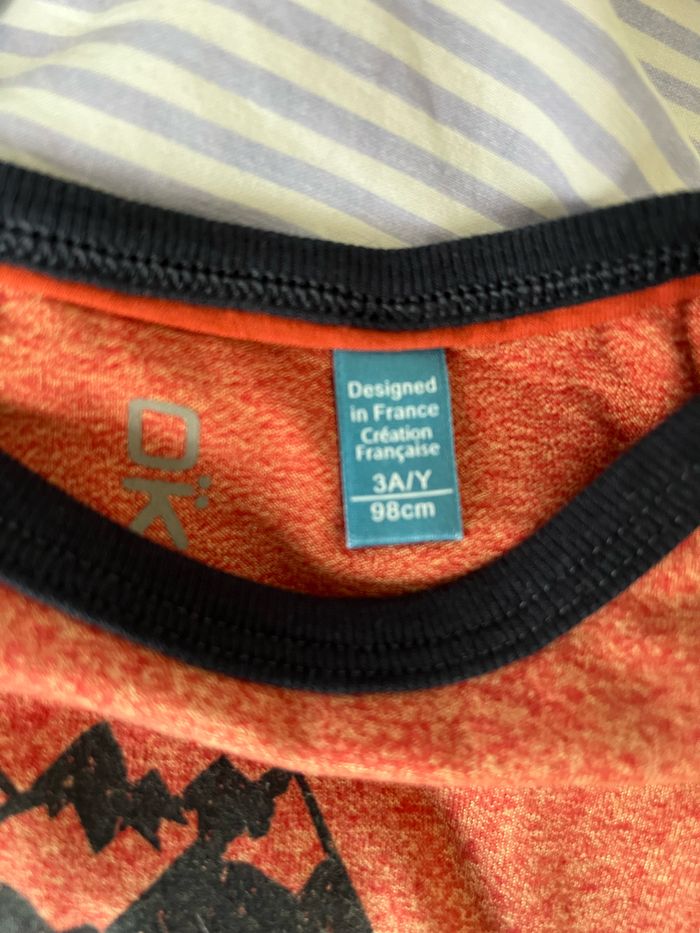 Designed
in France
Création
Française
3A/Y
98cm